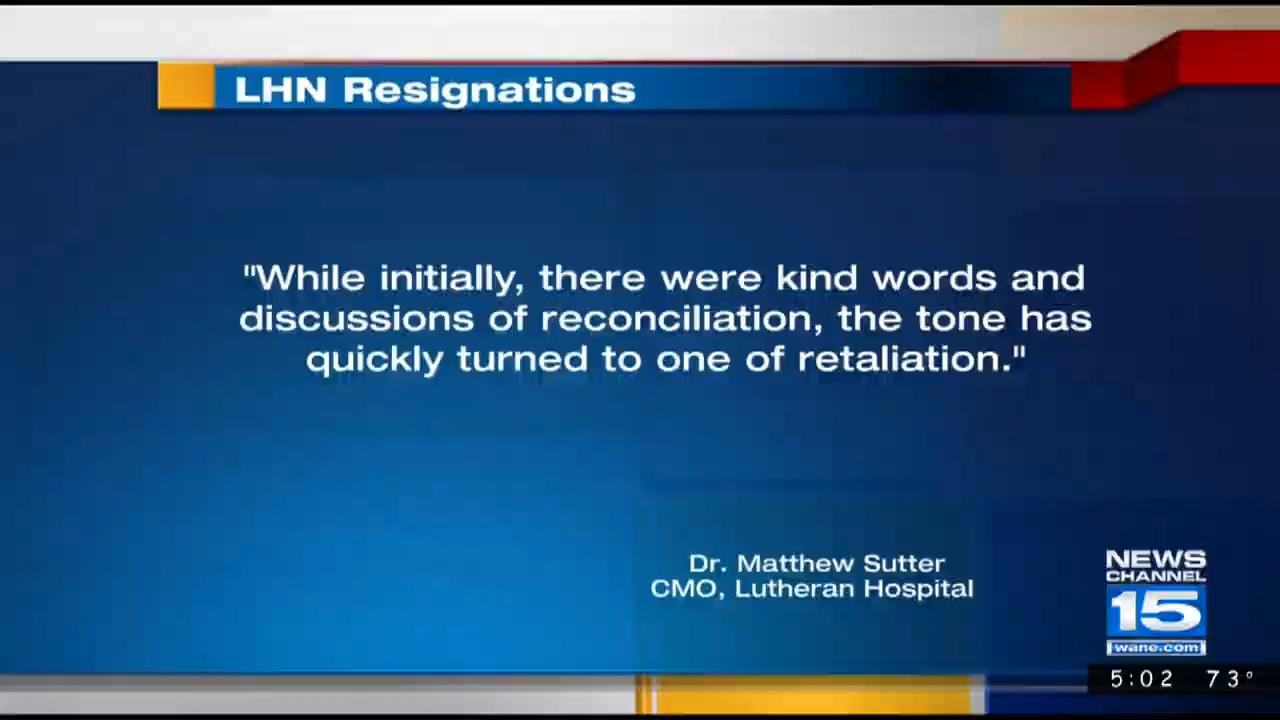 LHN Resignations
"While initially, there were kind words and
discussions of reconciliation, the tone has
quickly turned to one of retaliation."
Dr. Matthew Sutter
CMO, Lutheran Hospital
NEWS
CHANNEL
15
wane.com
5:02 73°